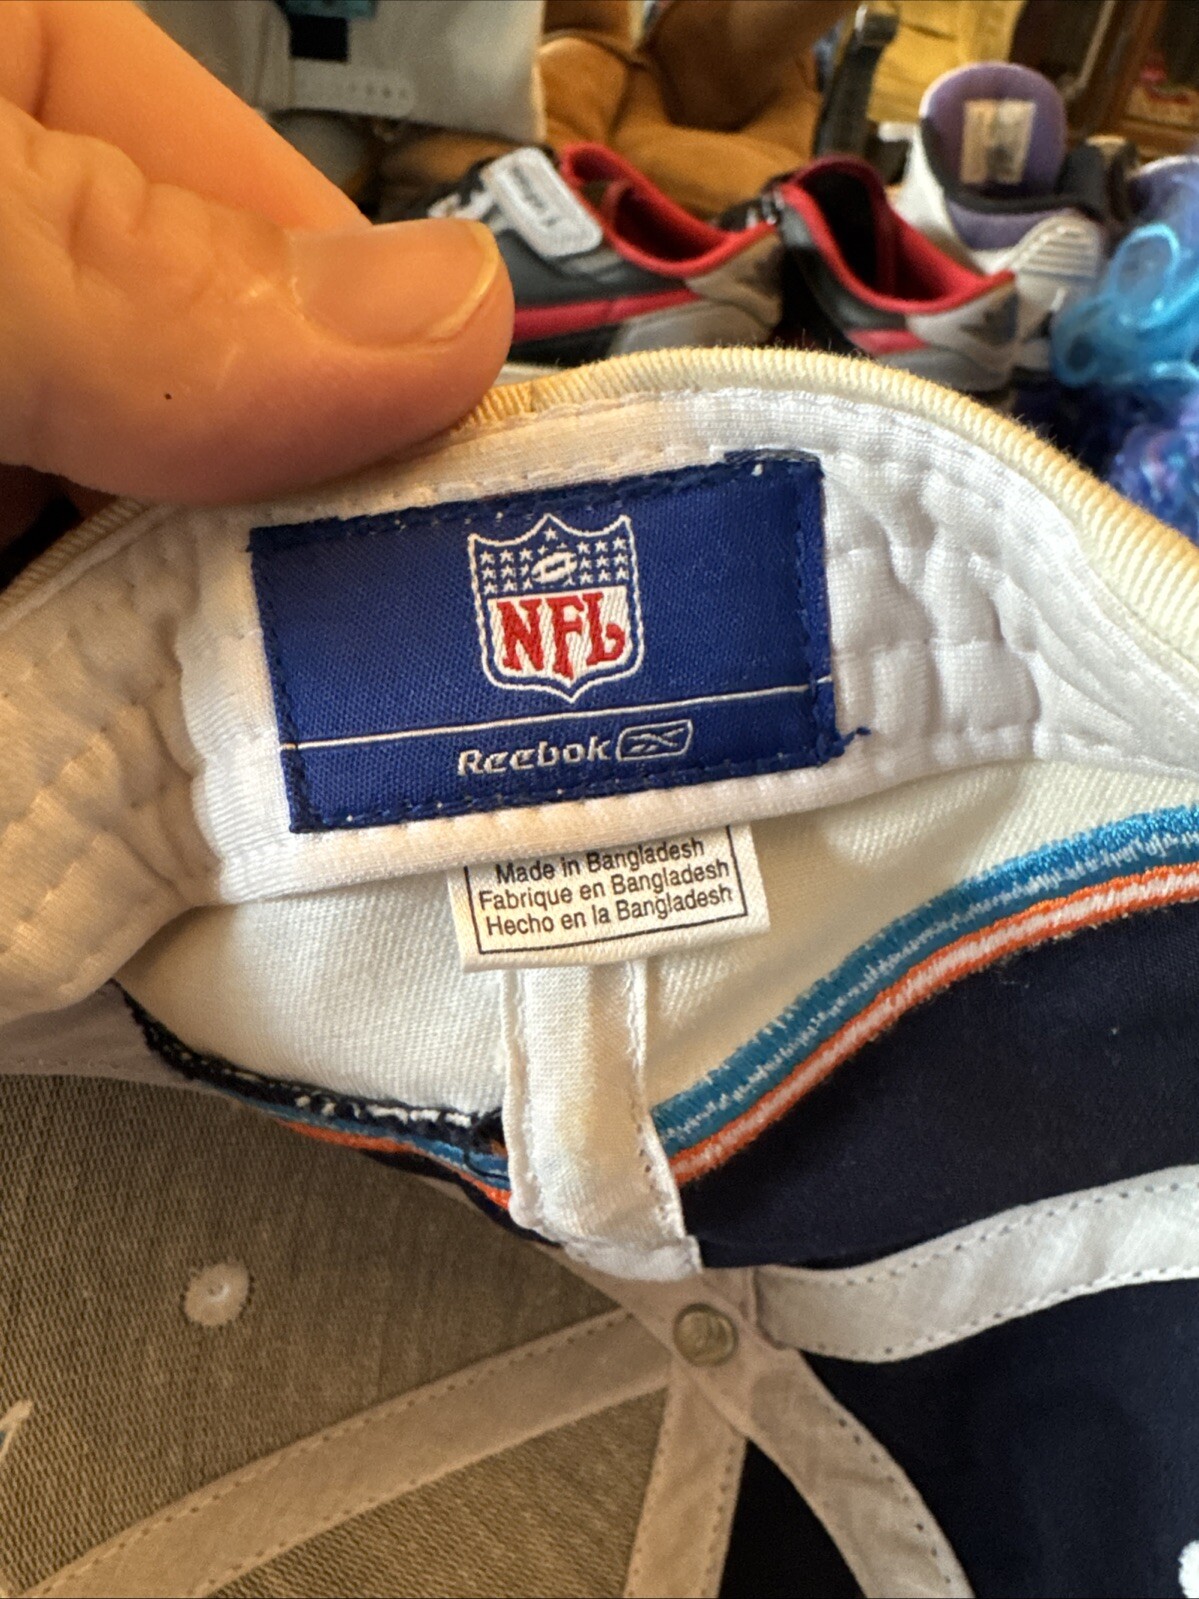 NFL
Reebok
Made in Bangladesh
Fabrique en Bangladesh
Hecho en la Bangladesh